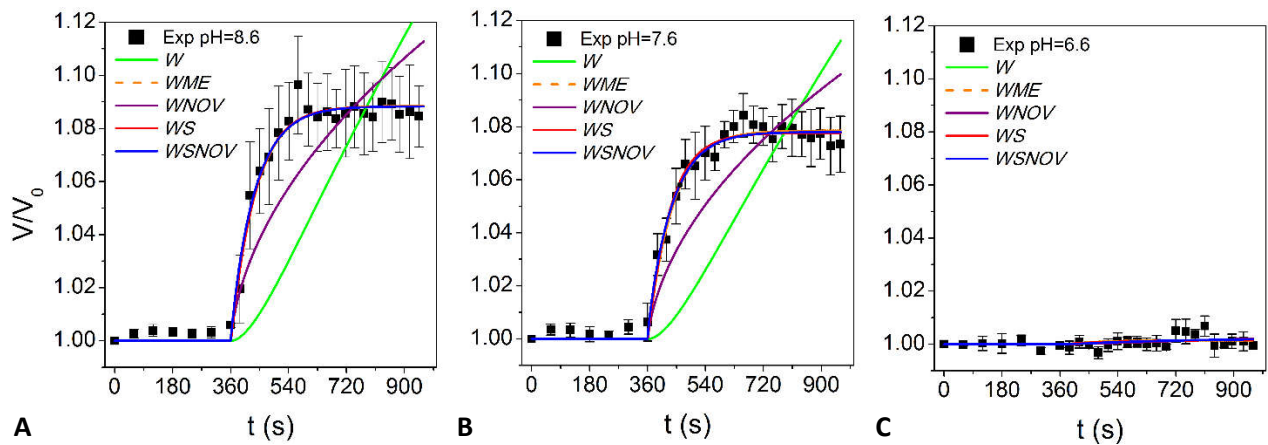 V/V0
1.12
1.10
1.08
1.06
1.04
1.02
1.00
Exp pH=8.6
W
WME
WNOV
WS
WSNOV
0 180 360 540 720 900
t (s)
A
1.12
1.10
1.08
1.06
1.04
1.02
1.00
Exp pH=7.6
W
WME
WNOV
WS
WSNOV
0 180 360 540 720 900
t (s)
B
1.12
1.10
1.08
1.06
1.04
1.02
1.00
Exp pH=6.6
W
WME
WNOV
WS
WSNOV
0 180 360 540 720 900
t (s)
C